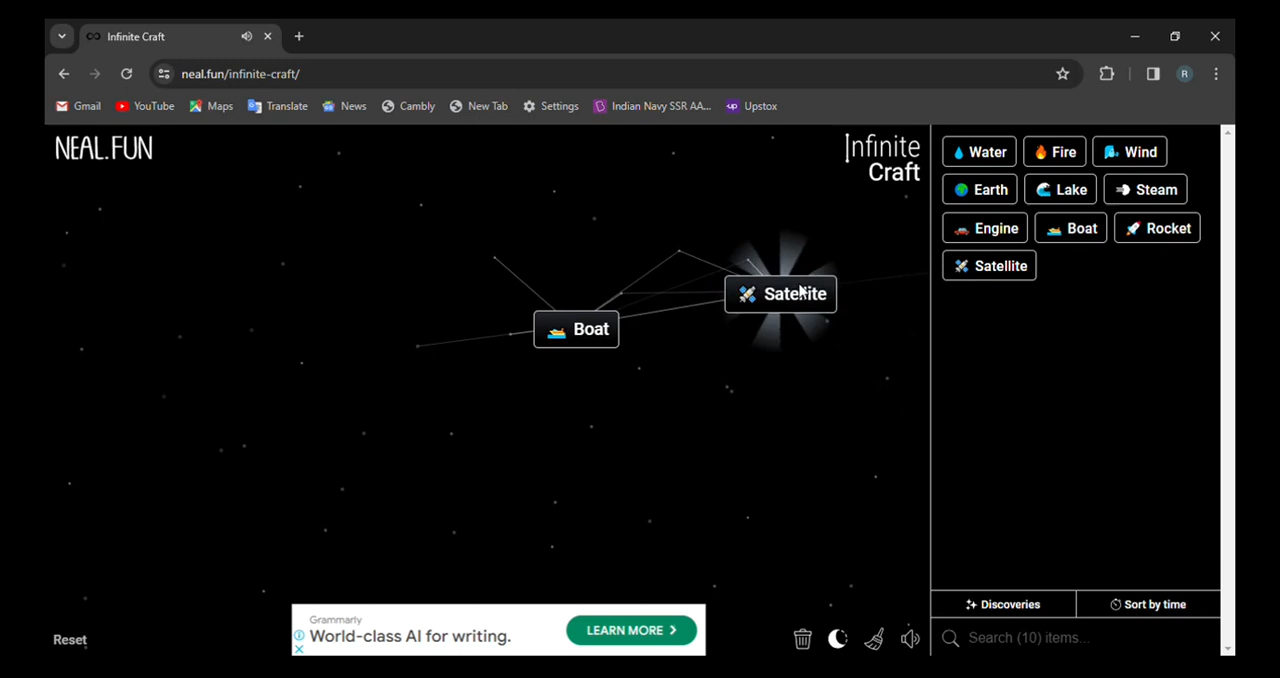 Infinite Craft
neal.fun/infinite-craft/
Gmail YouTube Maps Translate News Cambly New Tab Settings Indian Navy SSR AA... Upstox
R
NEAL.FUN
Infinite
Craft
Water Fire Wind
Earth Lake Steam
Engine Boat Rocket
Satellite
Satellite
Boat
Discoveries Sort by time
Search (10) items...
Grammarly
World-class AI for writing.
LEARN MORE
Reset